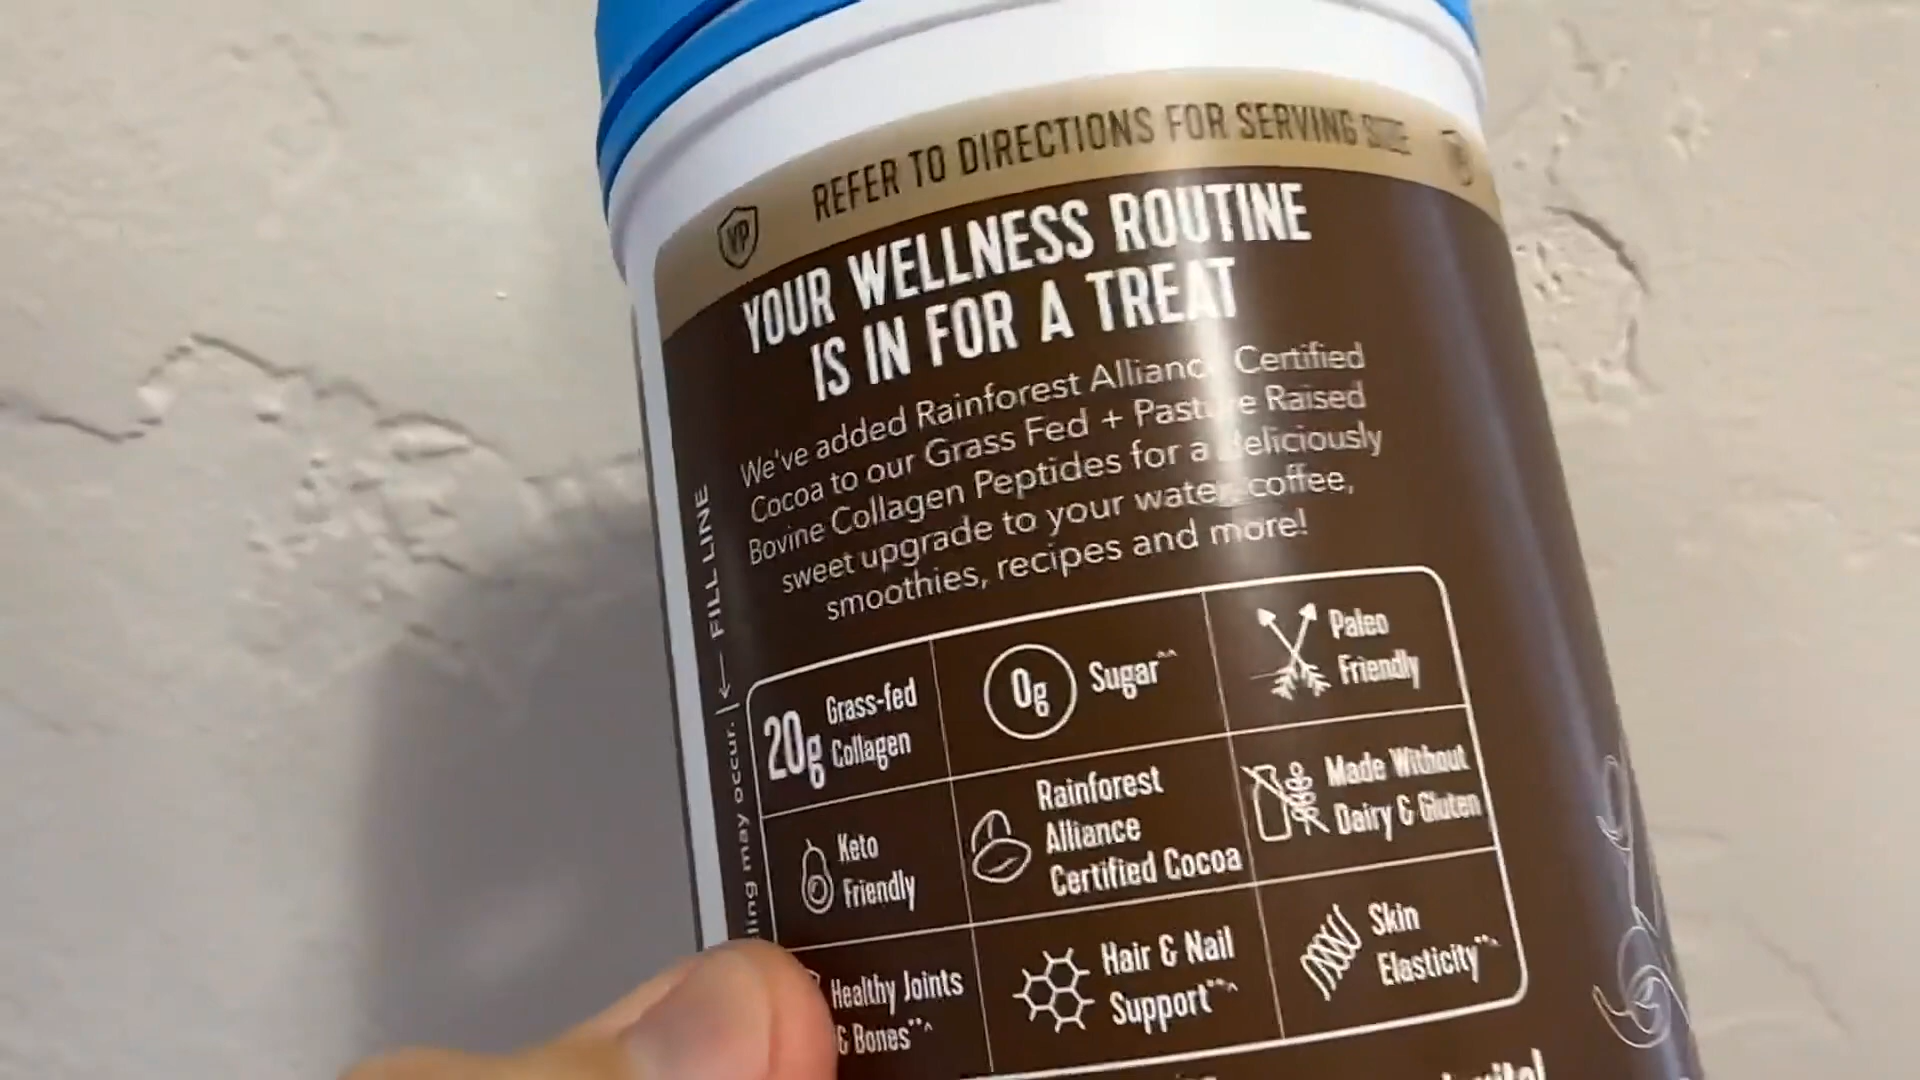 REFER TO DIRECTIONS FOR SERVING SIZE
VP
YOUR WELLNESS ROUTINE
IS IN FOR A TREAT
We've added Rainforest Alliance Certified
Cocoa to our Grass Fed + Pasture Raised
Bovine Collagen Peptides for a deliciously
sweet upgrade to your water, coffee,
smoothies, recipes and more!
FILL LINE
may occur.
20g Grass-fed
Collagen
0g Sugar^^
Paleo
Friendly
Keto
Friendly
Rainforest
Alliance
Certified Cocoa
Made Without
Dairy & Gluten
Healthy Joints
& Bones**^
Hair & Nail
Support**^
Skin
Elasticity**^